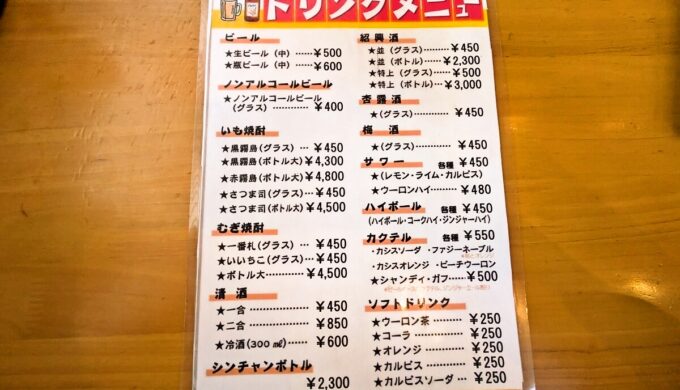 ドリンクメニュー
ビール
★生ビール（中）……¥500
★瓶ビール（中）……¥600
ノンアルコールビール
★ノンアルコールビール
（グラス）…………¥400
いも焼酎
★黒霧島（グラス）…¥450
★黒霧島（ボトル大）¥4,300
★赤霧島（ボトル大）¥4,800
★さつま司（グラス）…¥450
★さつま司（ボトル大）¥4,500
むぎ焼酎
★一番札（グラス）…¥450
★いいちこ（グラス）…¥450
★ボトル大…………¥4,500
清酒
★一合……………¥450
★二合……………¥850
★冷酒（300㎖）……¥600
シンチャンボトル
¥2,300
紹興酒
★並（グラス）………¥450
★並（ボトル）………¥2,300
★特上（グラス）……¥500
★特上（ボトル）……¥3,000
杏露酒
★（グラス）…………¥450
梅酒
★（グラス）…………¥450
サワー 各種 ¥450
★（レモン・ライム・カルピス）
★ウーロンハイ………¥480
ハイボール 各種 ¥450
（ハイボール・コークハイ・ジンジャーハイ）
カクテル 各種 ¥550
・カシスソーダ ・ファジーネーブル
・カシスオレンジ ・ピーチウーロン
★シャンディ・ガフ……¥500
ソフトドリンク
★ウーロン茶…………¥250
★コーラ………………¥250
★オレンジ……………¥250
★カルピス……………¥250
★カルピスソーダ……¥250